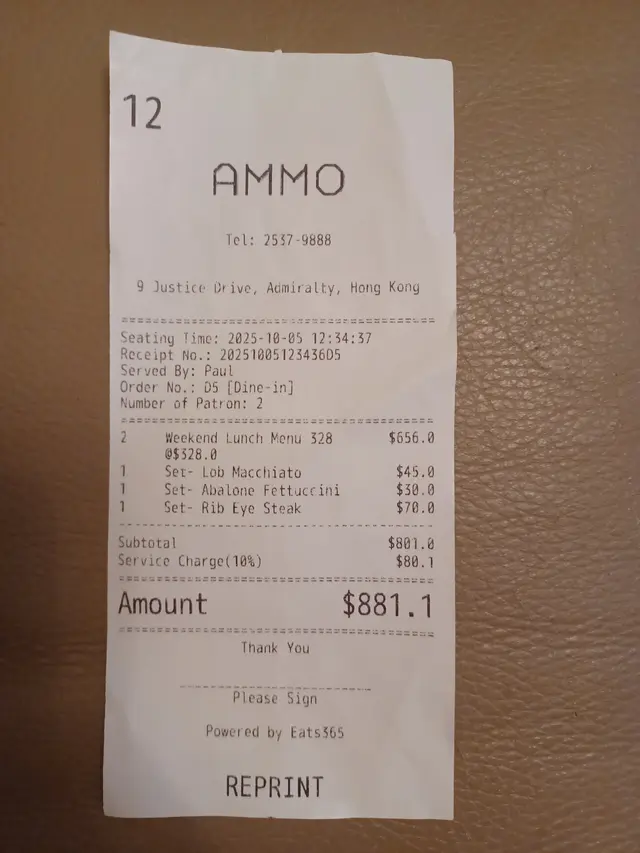 12
AMMO
Tel: 2537-9888
9 Justice Drive, Admiralty, Hong Kong
Seating Time: 2025-10-05 12:34:37
Receipt No.: 20251005123436D5
Served By: Paul
Order No.: D5 [Dine-in]
Number of Patron: 2
2 Weekend Lunch Menu 328 $656.0
@$328.0
1 Set- Lob Macchiato $45.0
1 Set- Abalone Fettuccini $30.0
1 Set- Rib Eye Steak $70.0
Subtotal $801.0
Service Charge(10%) $80.1
Amount $881.1
Thank You
Please Sign
Powered by Eats365
REPRINT